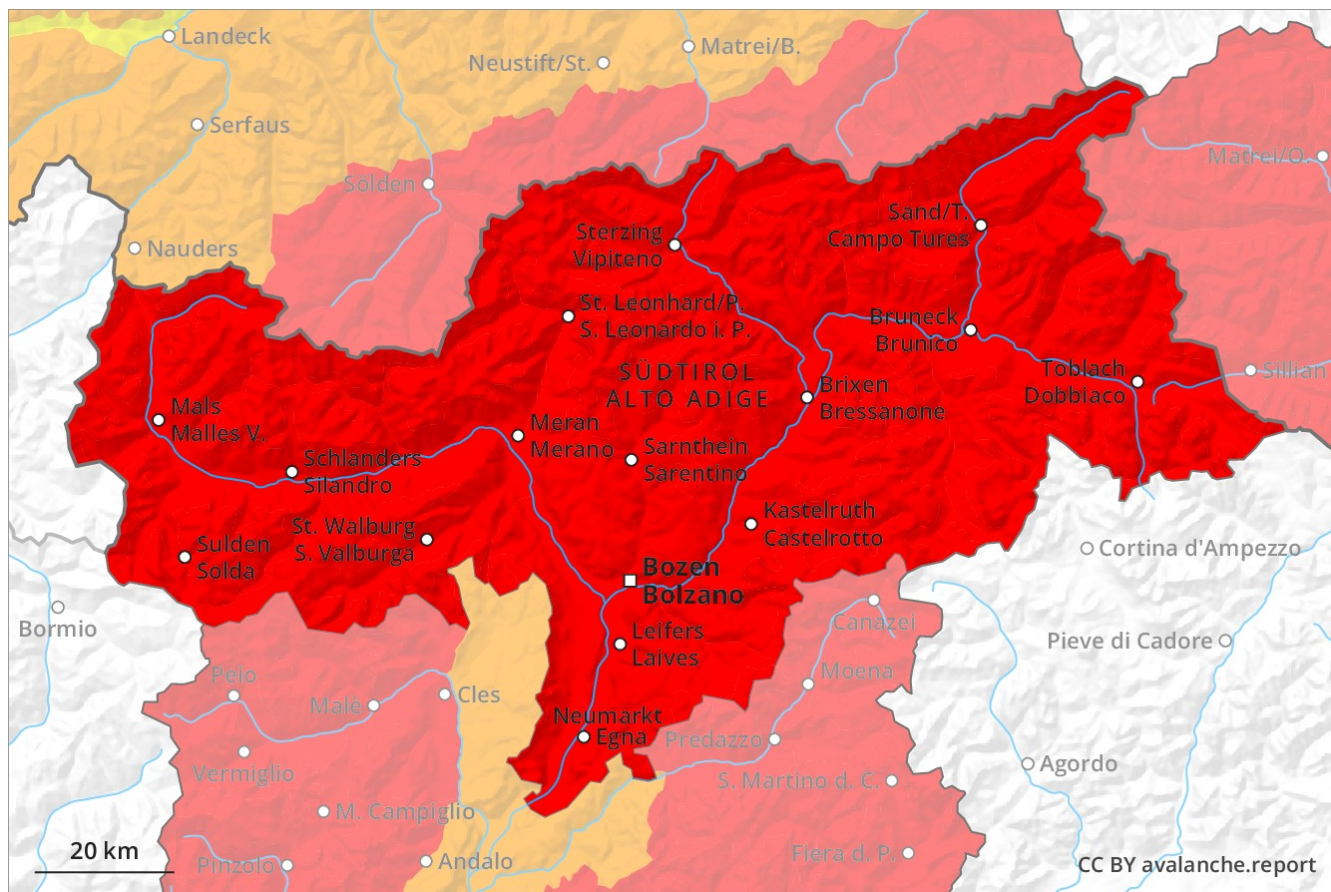 Landeck
Matrei/B.
Neustift/St.
Serfaus
Matrei/O.
Sölden
Sand/T.
Campo Tures
Sterzing
Vipiteno
Nauders
St. Leonhard/P.
S. Leonardo i. P.
Bruneck
Brunico
SÜDTIROL
ALTO ADIGE
Toblach
Dobbiaco
Sillian
Brixen
Bressanone
Mals
Malles V.
Meran
Merano
Sarnthein
Sarentino
Schlanders
Silandro
Kastelruth
Castelrotto
St. Walburg
S. Valburga
Sulden
Solda
Cortina d'Ampezzo
Bozen
Bolzano
Bormio
Canazei
Leifers
Laives
Pieve di Cadore
Moena
Peio
Malè
Cles
Neumarkt
Egna
Predazzo
Vermiglio
Agordo
S. Martino d. C.
M. Campiglio
20 km
Pinzolo
Andalo
Fiera d. P.
CC BY avalanche.report